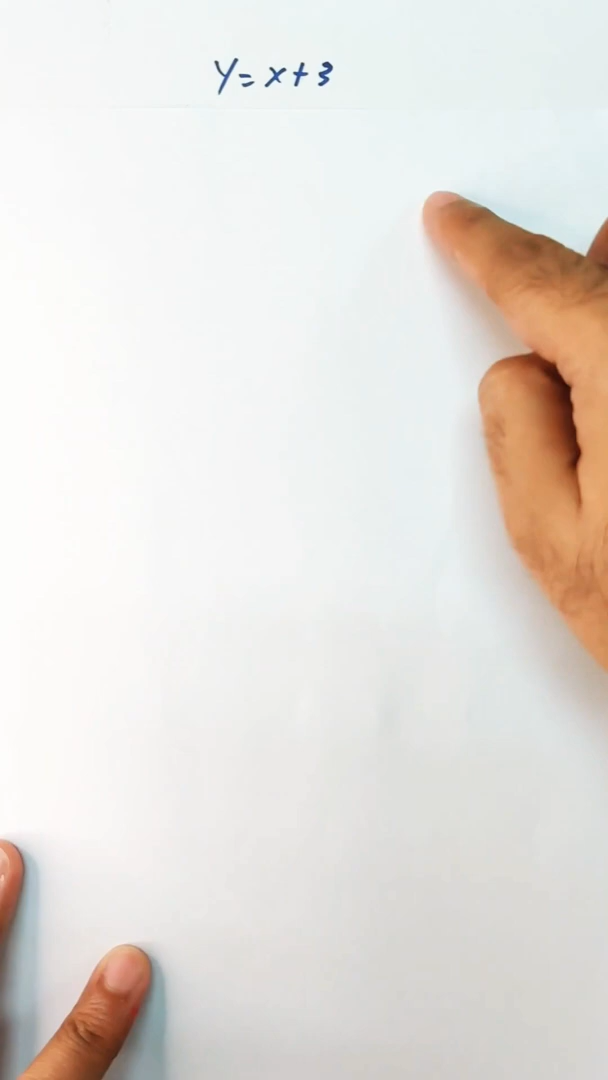 y = x + 3